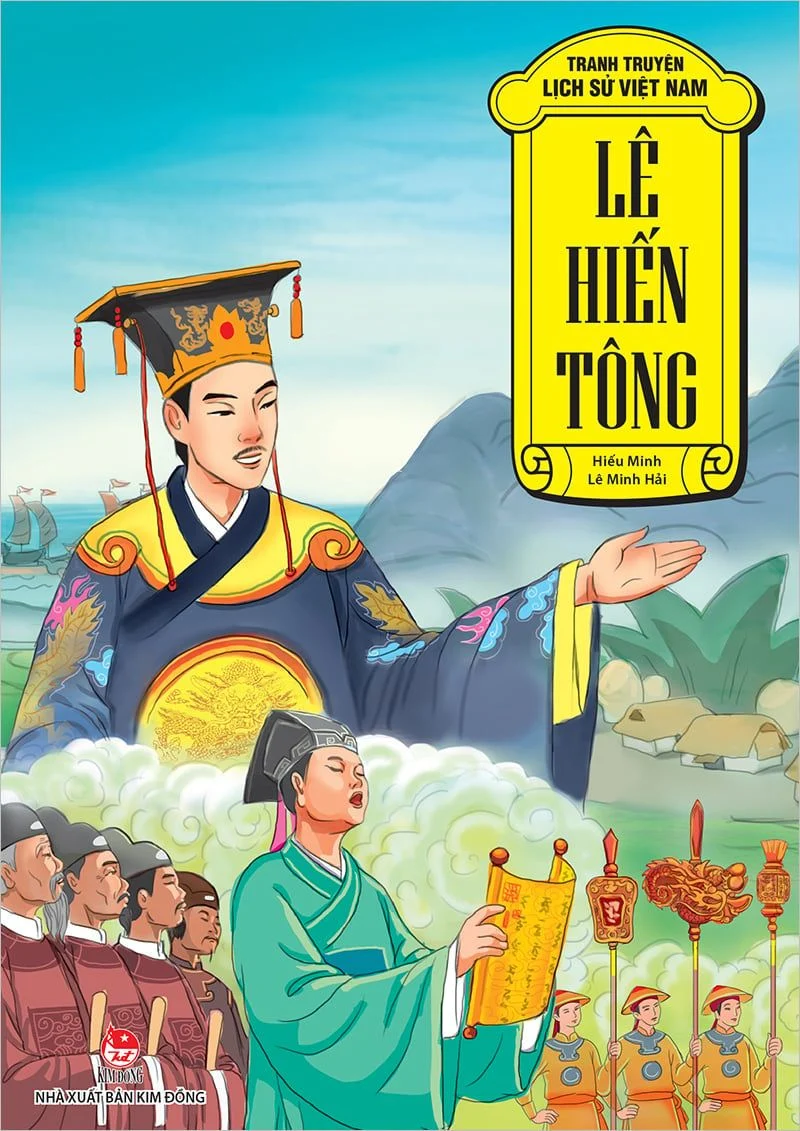 TRANH TRUYỆN
LỊCH SỬ VIỆT NAM
LÊ
HIẾN
TÔNG
Hiếu Minh
Lê Minh Hải
KIM ĐỒNG
NHÀ XUẤT BẢN KIM ĐỒNG